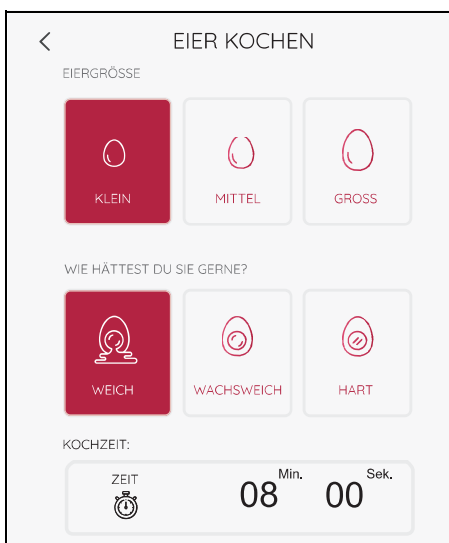 EIER KOCHEN
EIERGRÖSSE
KLEIN MITTEL GROSS
WIE HÄTTEST DU SIE GERNE?
WEICH WACHSWEICH HART
KOCHZEIT:
ZEIT 08 Min. 00 Sek.